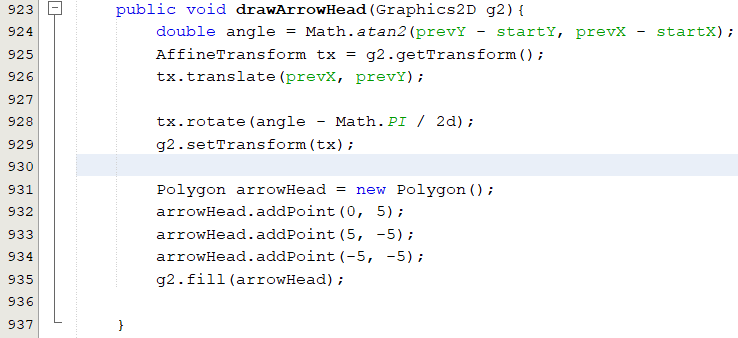 923 public void drawArrowHead(Graphics2D g2){
924 double angle = Math.atan2(prevY - startY, prevX - startX);
925 AffineTransform tx = g2.getTransform();
926 tx.translate(prevX, prevY);
927
928 tx.rotate(angle - Math.PI / 2d);
929 g2.setTransform(tx);
930
931 Polygon arrowHead = new Polygon();
932 arrowHead.addPoint(0, 5);
933 arrowHead.addPoint(5, -5);
934 arrowHead.addPoint(-5, -5);
935 g2.fill(arrowHead);
936
937 }